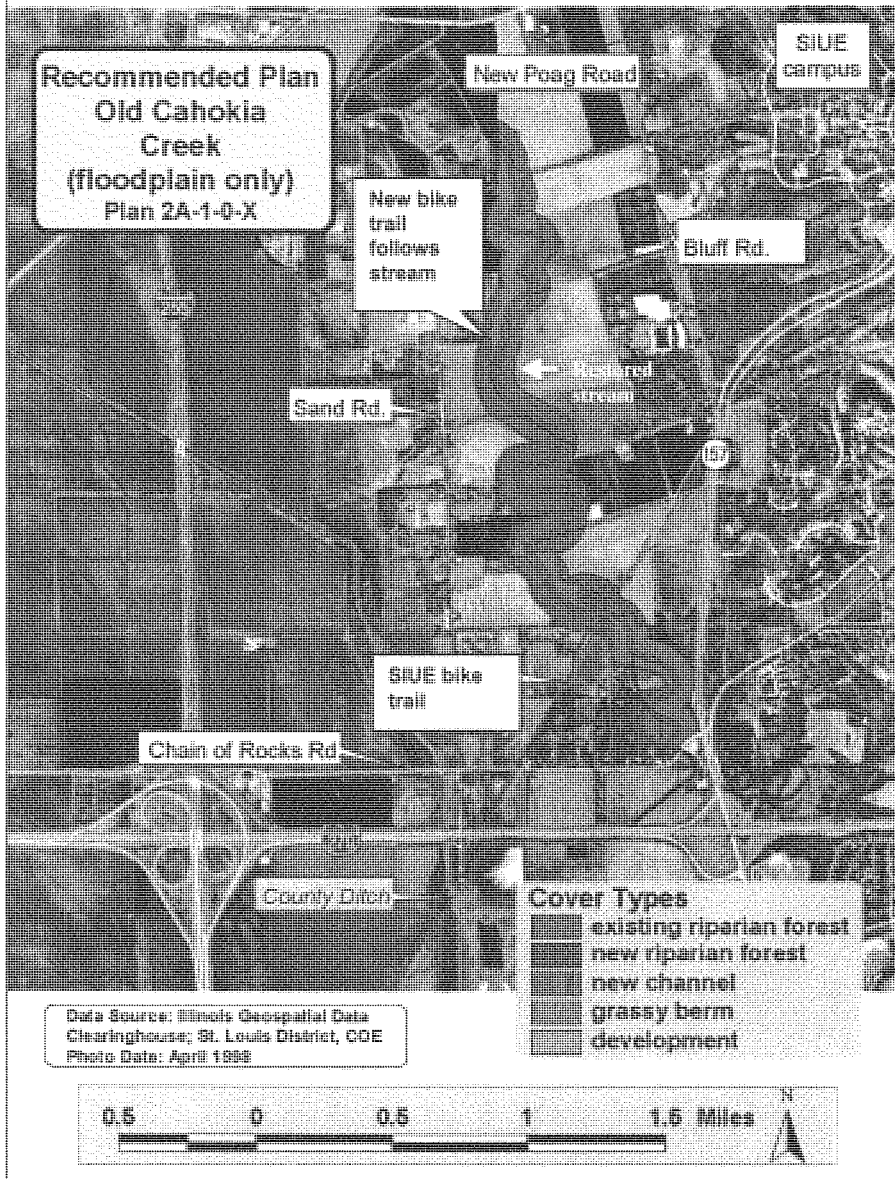 Recommended Plan
Old Cahokia
Creek
(floodplain only)
Plan 2A-1-0-X
SIUE
campus
New Poag Road
New bike
trail
follows
stream
Bluff Rd.
Restored
stream
Sand Rd.
157
SIUE bike
trail
Chain of Rocks Rd
County Ditch
Cover Types
existing riparian forest
new riparian forest
new channel
grassy berm
development
Data Source: Illinois Geospatial Data
Clearinghouse; St. Louis District, COE
Photo Date: April 1998
0.5 0 0.5 1 1.5 Miles
N